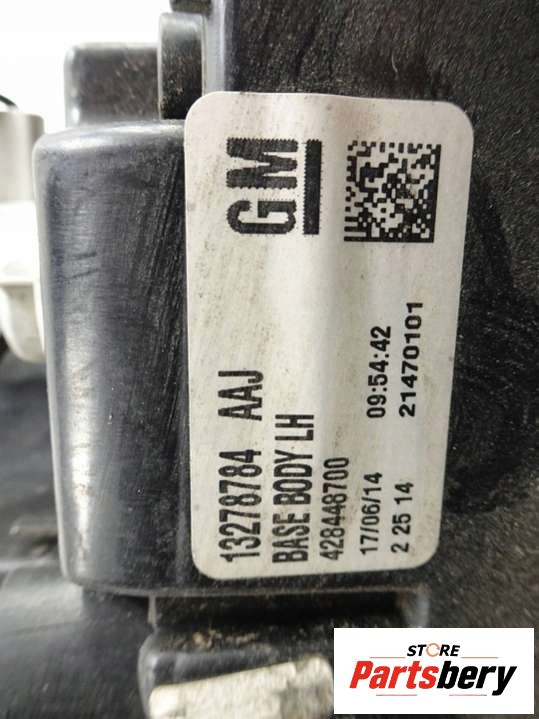 GM
13278784 AAJ
BASE BODY LH
428448700
17/06/14 09:54:42
2 25 14 21470101
STORE
Partsbery